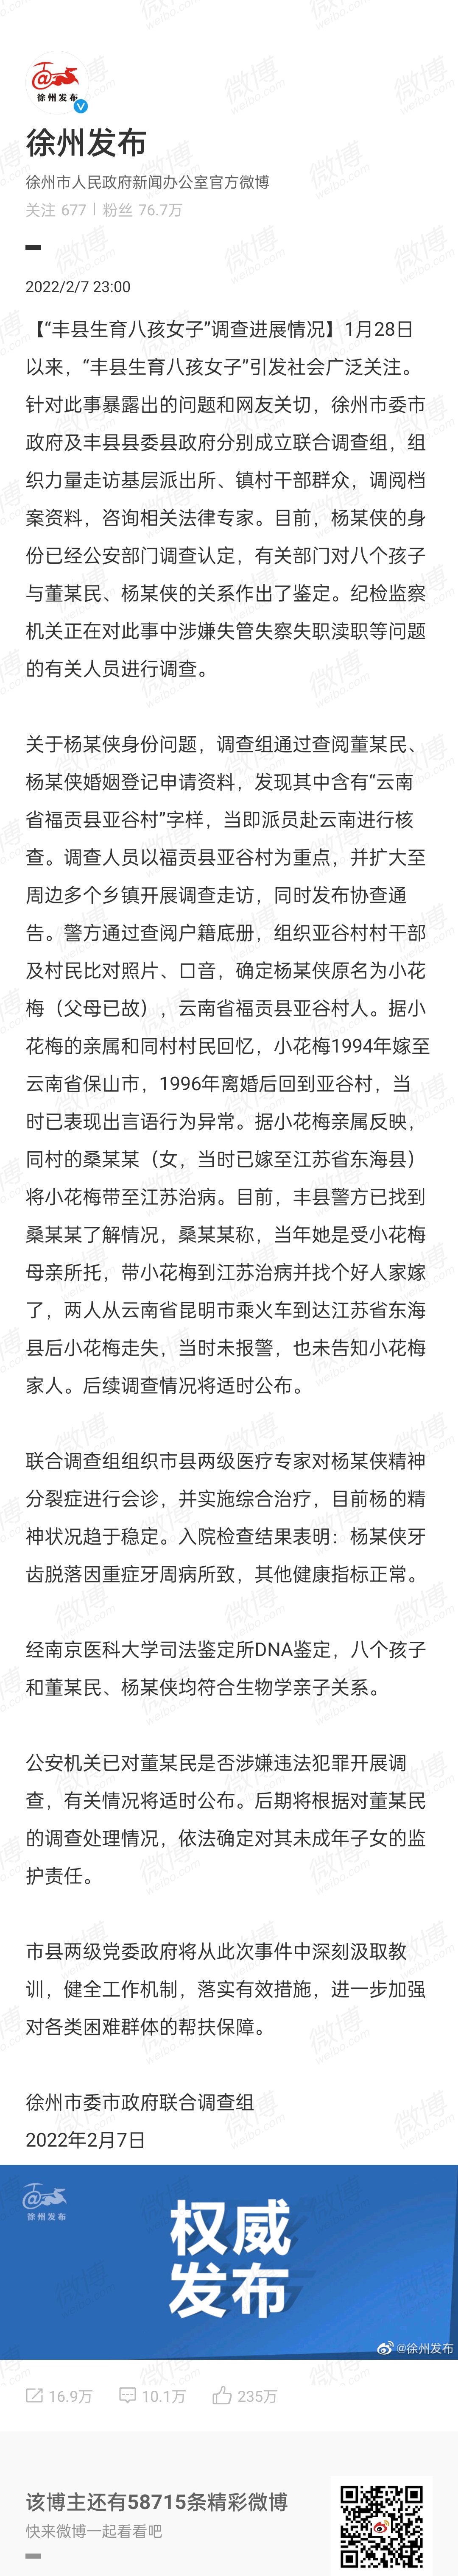 徐州发布
徐州发布
徐州市人民政府新闻办公室官方微博
关注 677 | 粉丝 76.7万
2022/2/7 23:00
【“丰县生育八孩女子”调查进展情况】1月28日
以来，“丰县生育八孩女子”引发社会广泛关注。
针对此事暴露出的问题和网友关切，徐州市委市
政府及丰县县委县政府分别成立联合调查组，组
织力量走访基层派出所、镇村干部群众，调阅档
案资料，咨询相关法律专家。目前，杨某侠的身
份已经公安部门调查认定，有关部门对八个孩子
与董某民、杨某侠的关系作出了鉴定。纪检监察
机关正在对此事中涉嫌失管失察失职渎职等问题
的有关人员进行调查。
关于杨某侠身份问题，调查组通过查阅董某民、
杨某侠婚姻登记申请资料，发现其中含有“云南
省福贡县亚谷村”字样，当即派员赴云南进行核
查。调查人员以福贡县亚谷村为重点，并扩大至
周边多个乡镇开展调查走访，同时发布协查通
告。警方通过查阅户籍底册，组织亚谷村村干部
及村民比对照片、口音，确定杨某侠原名为小花
梅（父母已故），云南省福贡县亚谷村人。据小
花梅的亲属和同村村民回忆，小花梅1994年嫁至
云南省保山市，1996年离婚后回到亚谷村，当
时已表现出言语行为异常。据小花梅亲属反映，
同村的桑某某（女，当时已嫁至江苏省东海县）
将小花梅带至江苏治病。目前，丰县警方已找到
桑某某了解情况，桑某某称，当年她是受小花梅
母亲所托，带小花梅到江苏治病并找个好人家嫁
了，两人从云南省昆明市乘火车到达江苏省东海
县后小花梅走失，当时未报警，也未告知小花梅
家人。后续调查情况将适时公布。
联合调查组组织市县两级医疗专家对杨某侠精神
分裂症进行会诊，并实施综合治疗，目前杨的精
神状况趋于稳定。入院检查结果表明：杨某侠牙
齿脱落因重症牙周病所致，其他健康指标正常。
经南京医科大学司法鉴定所DNA鉴定，八个孩子
和董某民、杨某侠均符合生物学亲子关系。
公安机关已对董某民是否涉嫌违法犯罪开展调
查，有关情况将适时公布。后期将根据对董某民
的调查处理情况，依法确定对其未成年子女的监
护责任。
市县两级党委政府将从此次事件中深刻汲取教
训，健全工作机制，落实有效措施，进一步加强
对各类困难群体的帮扶保障。
徐州市委市政府联合调查组
2022年2月7日
徐州发布
权威
发布
@徐州发布
16.9万 10.1万 235万
该博主还有58715条精彩微博
快来微博一起看看吧